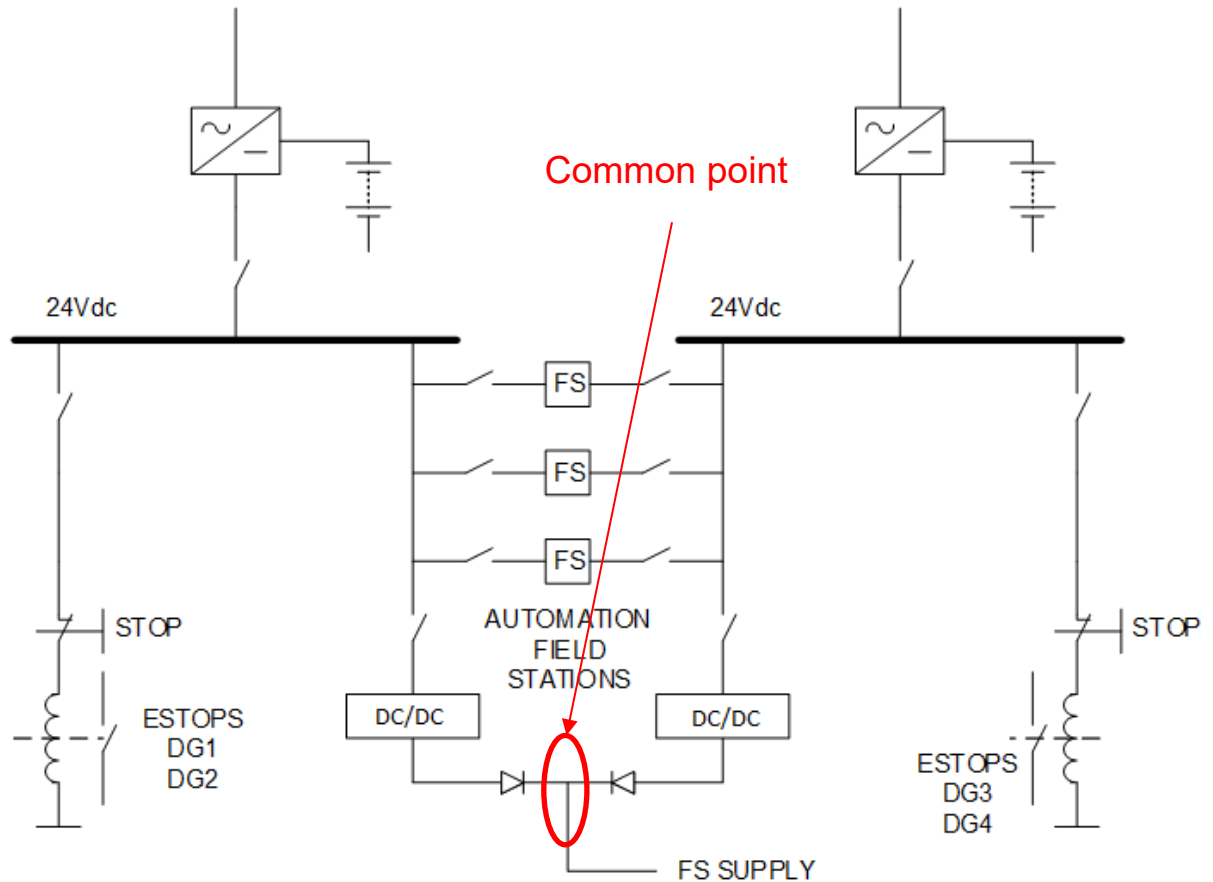 Common point
24Vdc
24Vdc
FS
FS
FS
STOP
AUTOMATION
FIELD
STATIONS
STOP
DC/DC
DC/DC
ESTOPS
DG1
DG2
ESTOPS
DG3
DG4
FS SUPPLY